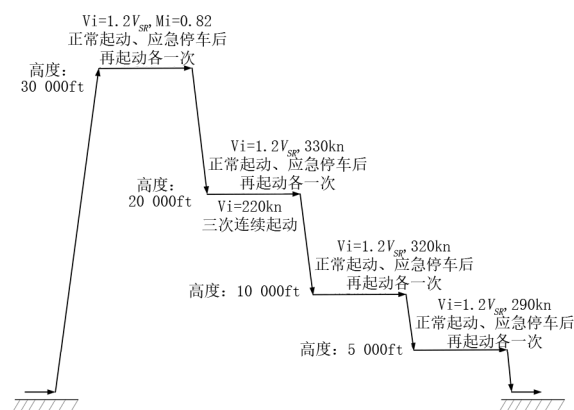 Vi=1.2V_SR,Mi=0.82
正常起动、应急停车后
再起动各一次
高度:
30 000ft
Vi=1.2V_SR,330kn
正常起动、应急停车后
再起动各一次
高度:
20 000ft
Vi=220kn
三次连续起动
Vi=1.2V_SR,320kn
正常起动、应急停车后
再起动各一次
高度: 10 000ft
Vi=1.2V_SR,290kn
正常起动、应急停车后
再起动各一次
高度: 5 000ft